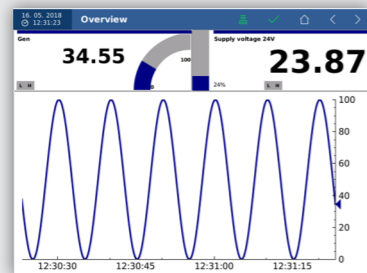 16. 05. 2018
12:31:23
Overview
Gen
34.55
100
0
Supply voltage 24V
23.87
24%
L H
L H
100
80
60
40
20
0
12:30:30
12:30:45
12:31:00
12:31:15